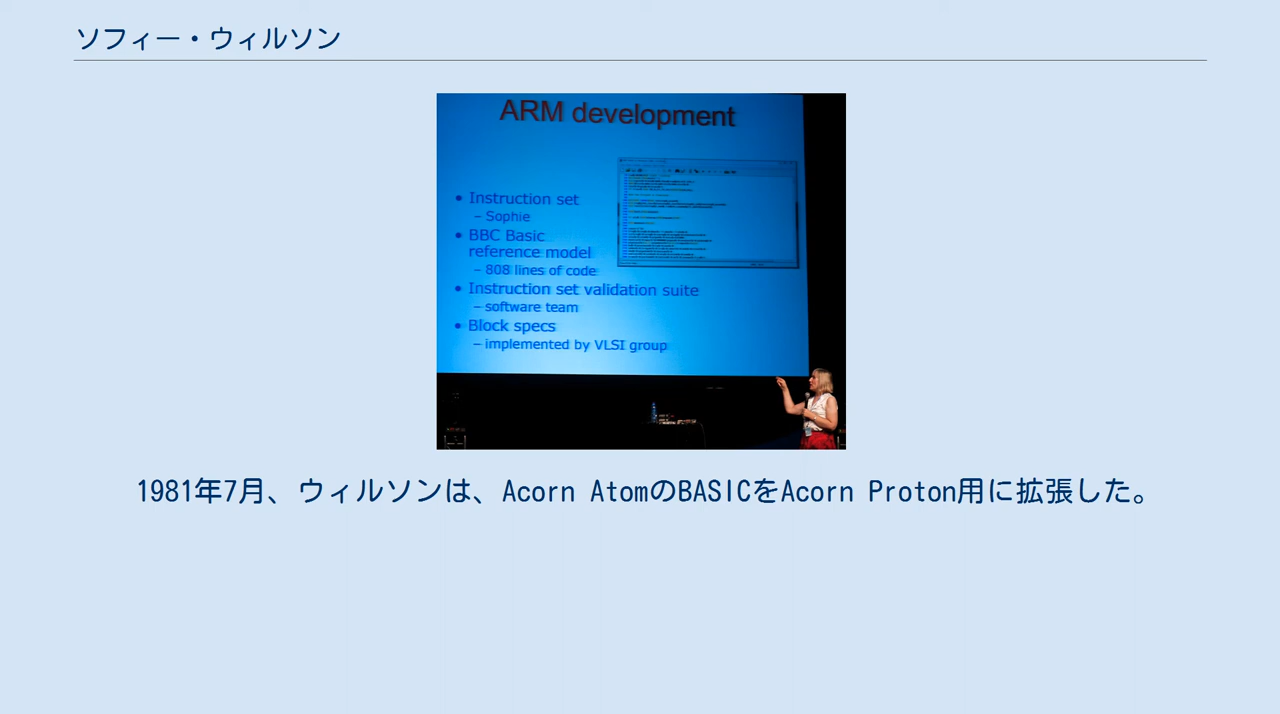 ソフィー・ウィルソン
ARM development
• Instruction set
– Sophie
• BBC Basic
reference model
– 808 lines of code
• Instruction set validation suite
– software team
• Block specs
– implemented by VLSI group
1981年7月、ウィルソンは、Acorn AtomのBASICをAcorn Proton用に拡張した。